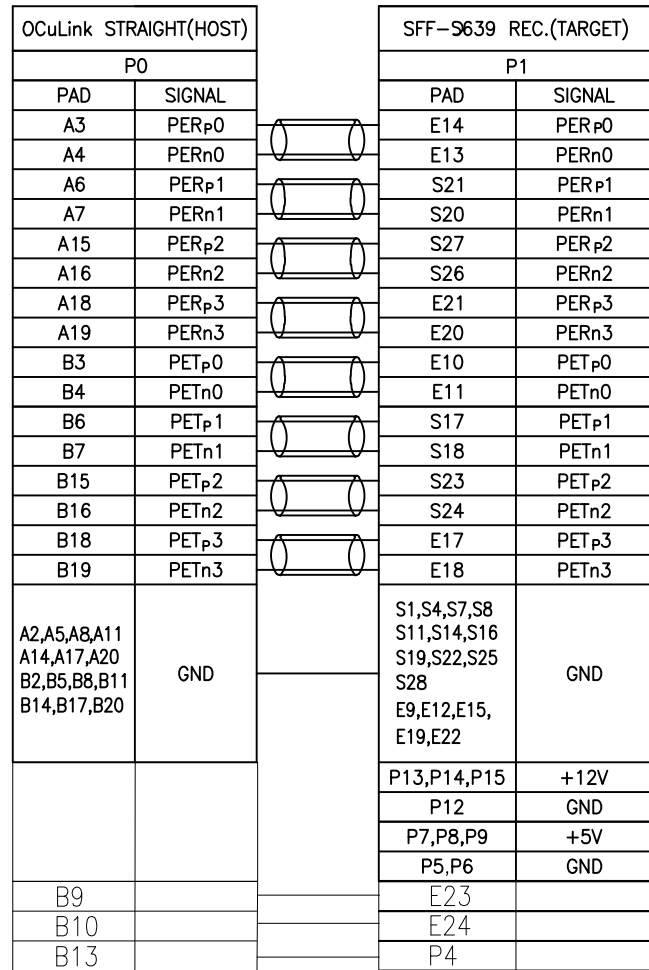 OCuLink STRAIGHT(HOST) SFF-S639 REC.(TARGET)
P0 P1
PAD SIGNAL PAD SIGNAL
A3 PERp0 E14 PERp0
A4 PERn0 E13 PERn0
A6 PERp1 S21 PERp1
A7 PERn1 S20 PERn1
A15 PERp2 S27 PERp2
A16 PERn2 S26 PERn2
A18 PERp3 E21 PERp3
A19 PERn3 E20 PERn3
B3 PETp0 E10 PETp0
B4 PETn0 E11 PETn0
B6 PETp1 S17 PETp1
B7 PETn1 S18 PETn1
B15 PETp2 S23 PETp2
B16 PETn2 S24 PETn2
B18 PETp3 E17 PETp3
B19 PETn3 E18 PETn3
A2,A5,A8,A11
A14,A17,A20
B2,B5,B8,B11
B14,B17,B20
GND
S1,S4,S7,S8
S11,S14,S16
S19,S22,S25
S28
E9,E12,E15,
E19,E22
GND
P13,P14,P15 +12V
P12 GND
P7,P8,P9 +5V
P5,P6 GND
B9 E23
B10 E24
B13 P4